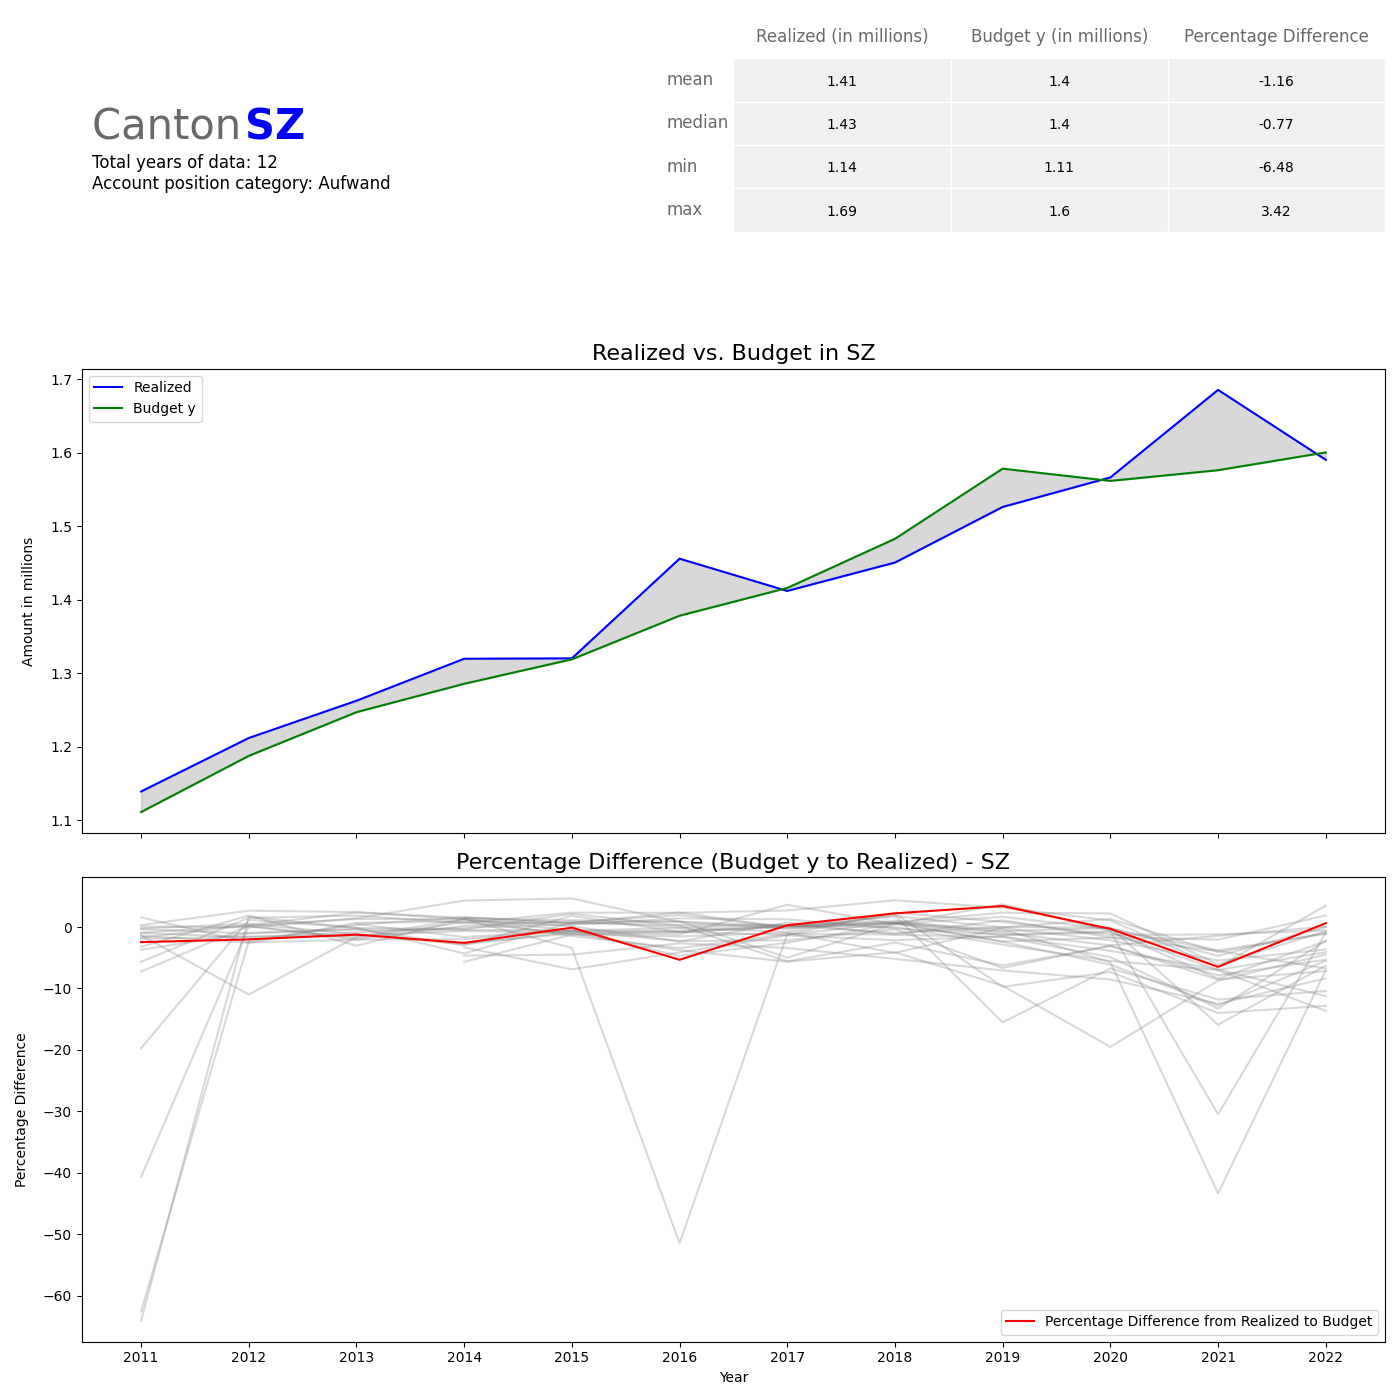 Realized (in millions) Budget y (in millions) Percentage Difference
mean 1.41 1.4 -1.16
median 1.43 1.4 -0.77
min 1.14 1.11 -6.48
max 1.69 1.6 3.42
Canton SZ
Total years of data: 12
Account position category: Aufwand
Realized vs. Budget in SZ
Realized
Budget y
1.7
1.6
1.5
1.4
1.3
1.2
1.1
Amount in millions
Percentage Difference (Budget y to Realized) - SZ
0
−10
−20
−30
−40
−50
−60
Percentage Difference
Percentage Difference from Realized to Budget
2011 2012 2013 2014 2015 2016 2017 2018 2019 2020 2021 2022
Year